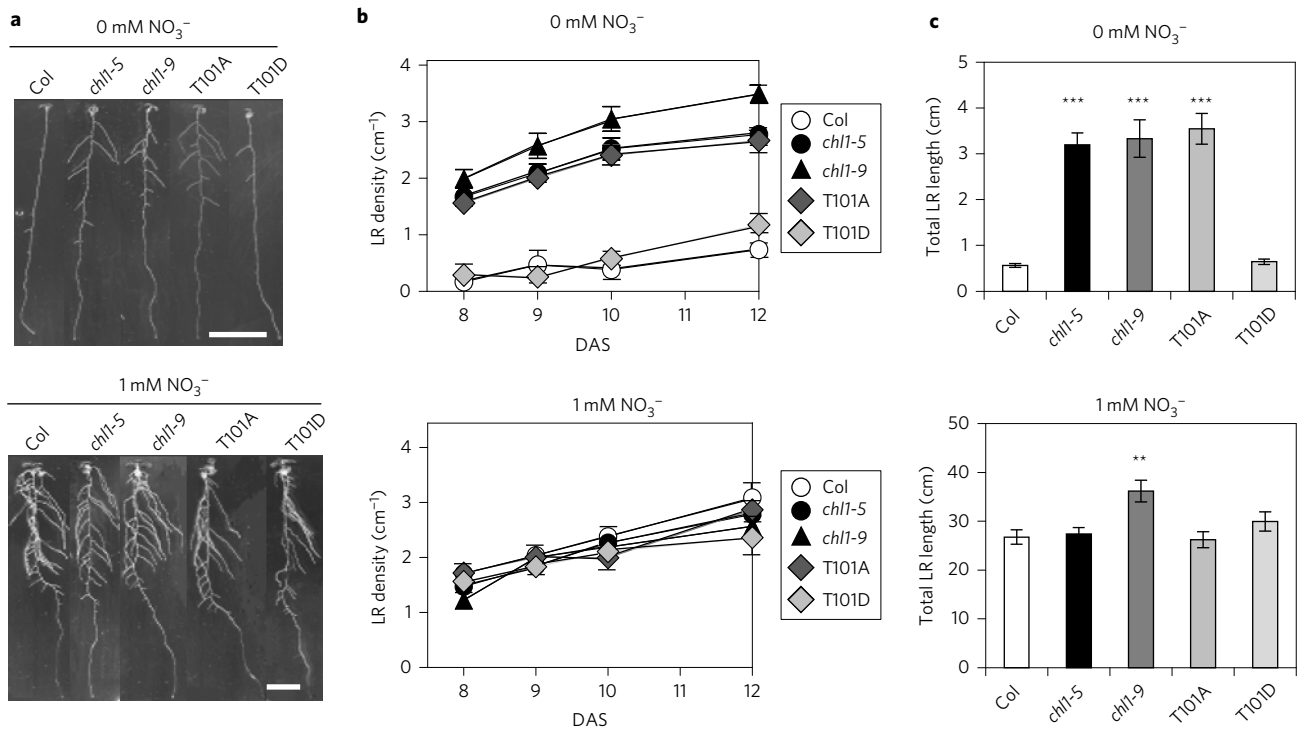 a
0 mM NO₃⁻
Col
chl1-5
chl1-9
T101A
T101D
1 mM NO₃⁻
Col
chl1-5
chl1-9
T101A
T101D
b
0 mM NO₃⁻
LR density (cm⁻¹)
4
3
2
1
0
8 9 10 11 12
DAS
Col
chl1-5
chl1-9
T101A
T101D
1 mM NO₃⁻
LR density (cm⁻¹)
4
3
2
1
0
8 9 10 11 12
DAS
Col
chl1-5
chl1-9
T101A
T101D
c
0 mM NO₃⁻
Total LR length (cm)
5
4
3
2
1
0
*** *** ***
Col
chl1-5
chl1-9
T101A
T101D
1 mM NO₃⁻
Total LR length (cm)
50
40
30
20
10
0
**
Col
chl1-5
chl1-9
T101A
T101D